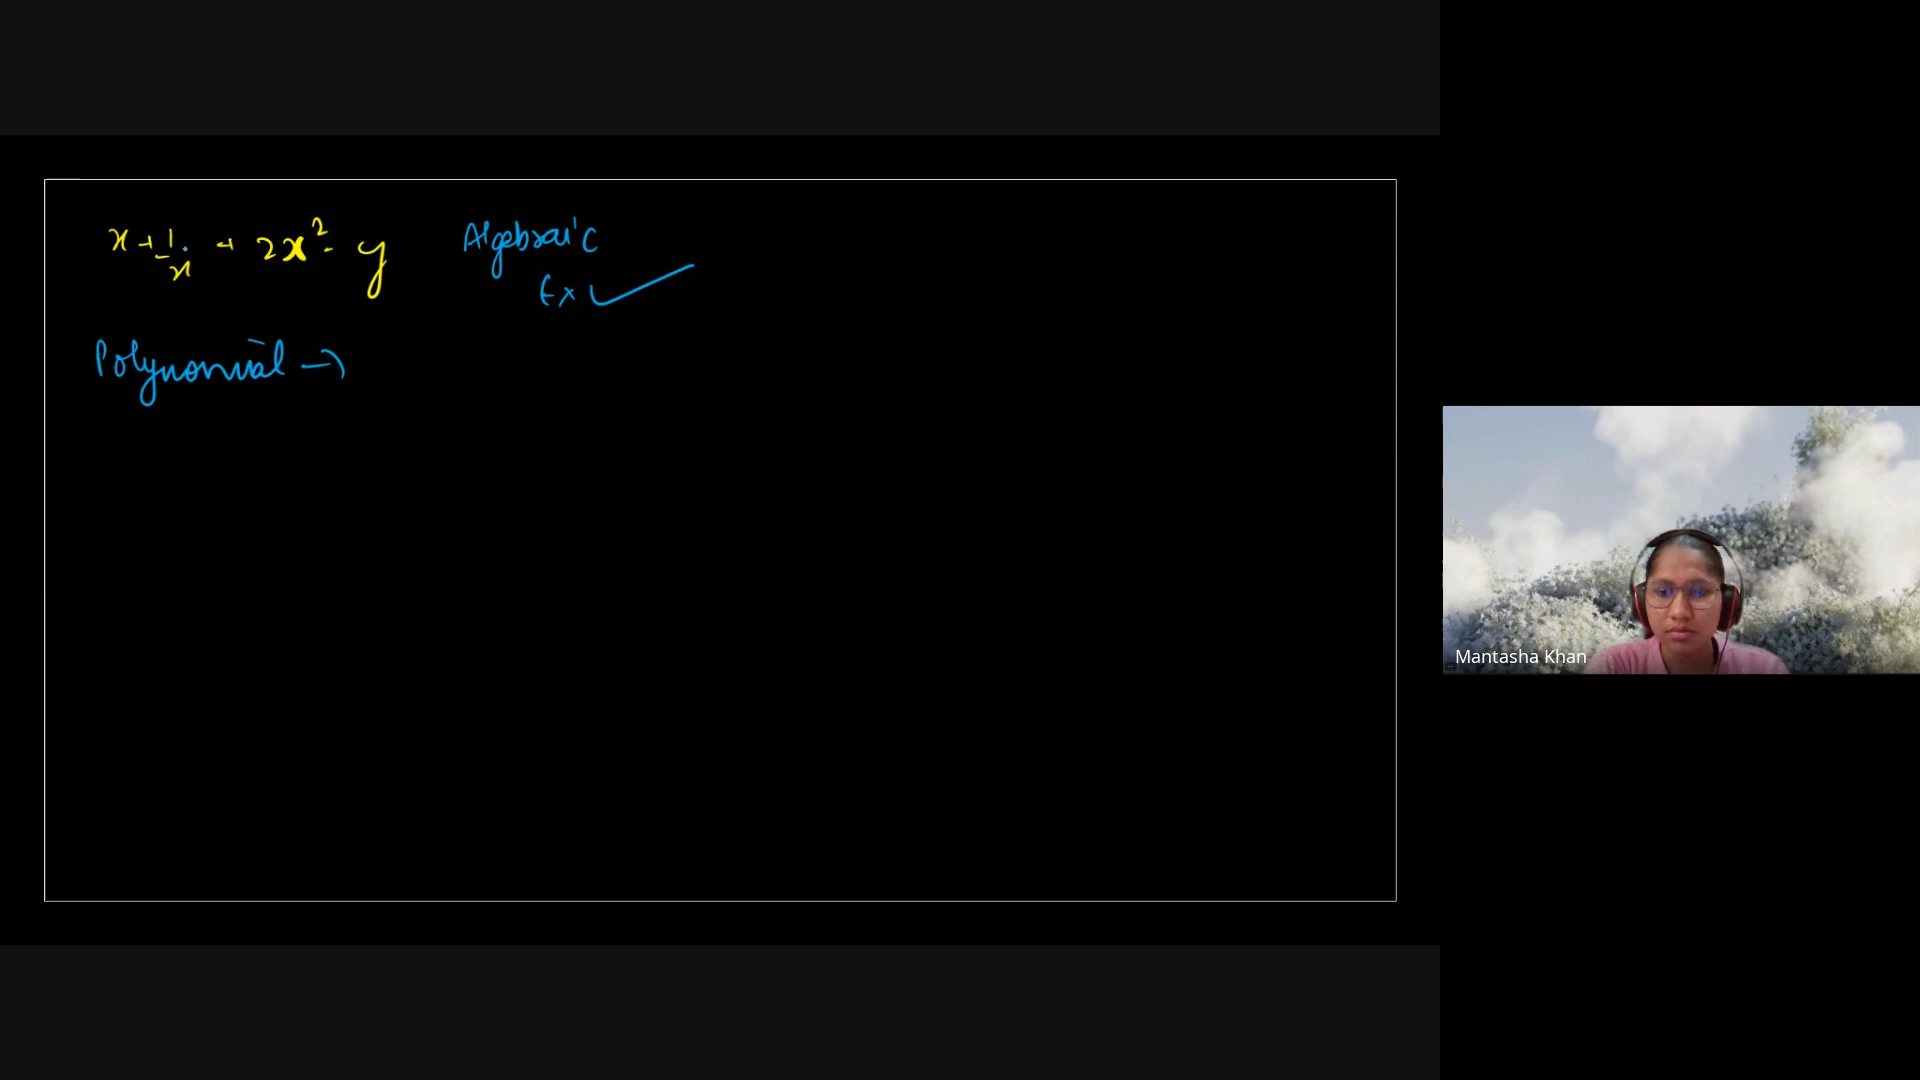 x + 1/x + 2x² - y
Algebraic
Ex ✓
Polynomial →
Mantasha Khan